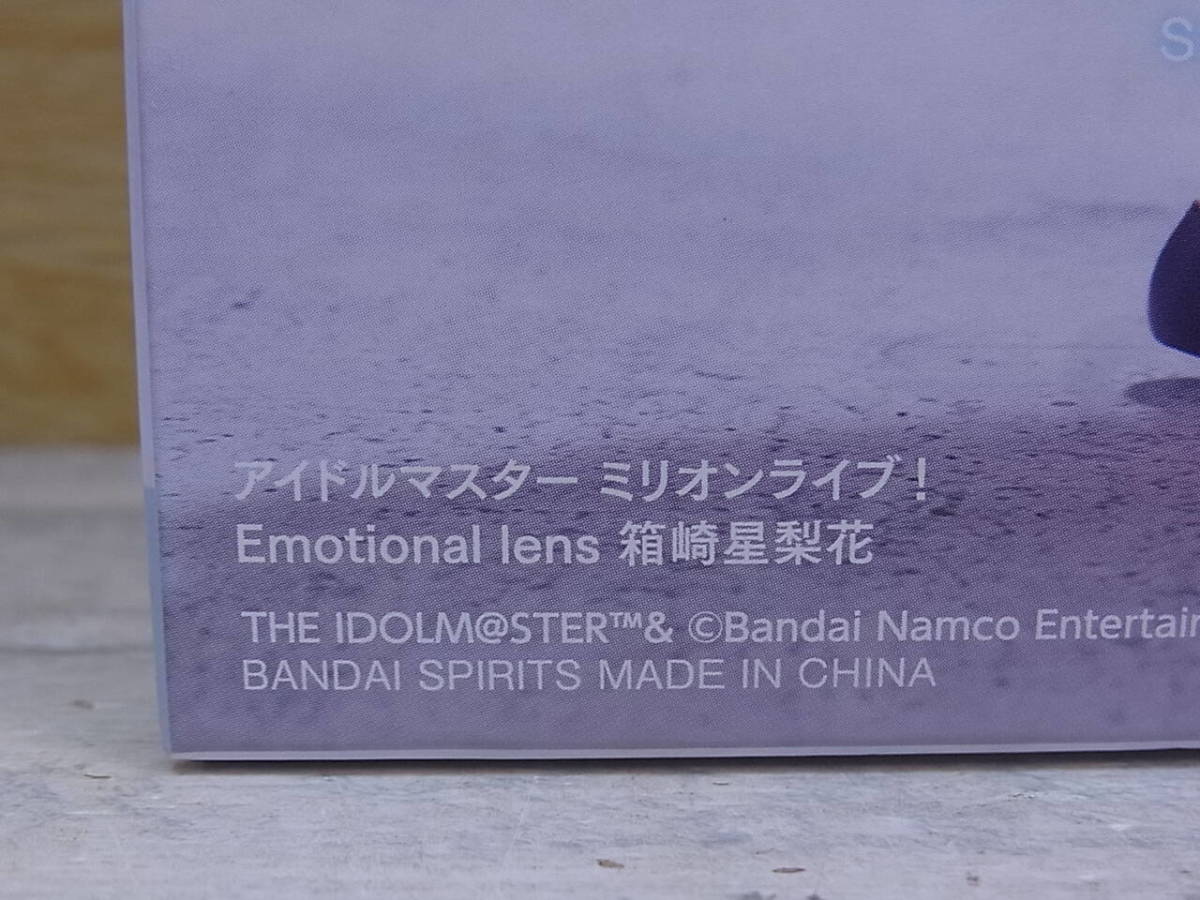 S
アイドルマスター ミリオンライブ！
Emotional lens 箱崎星梨花
THE IDOLM@STER™& ©Bandai Namco Entertain
BANDAI SPIRITS MADE IN CHINA